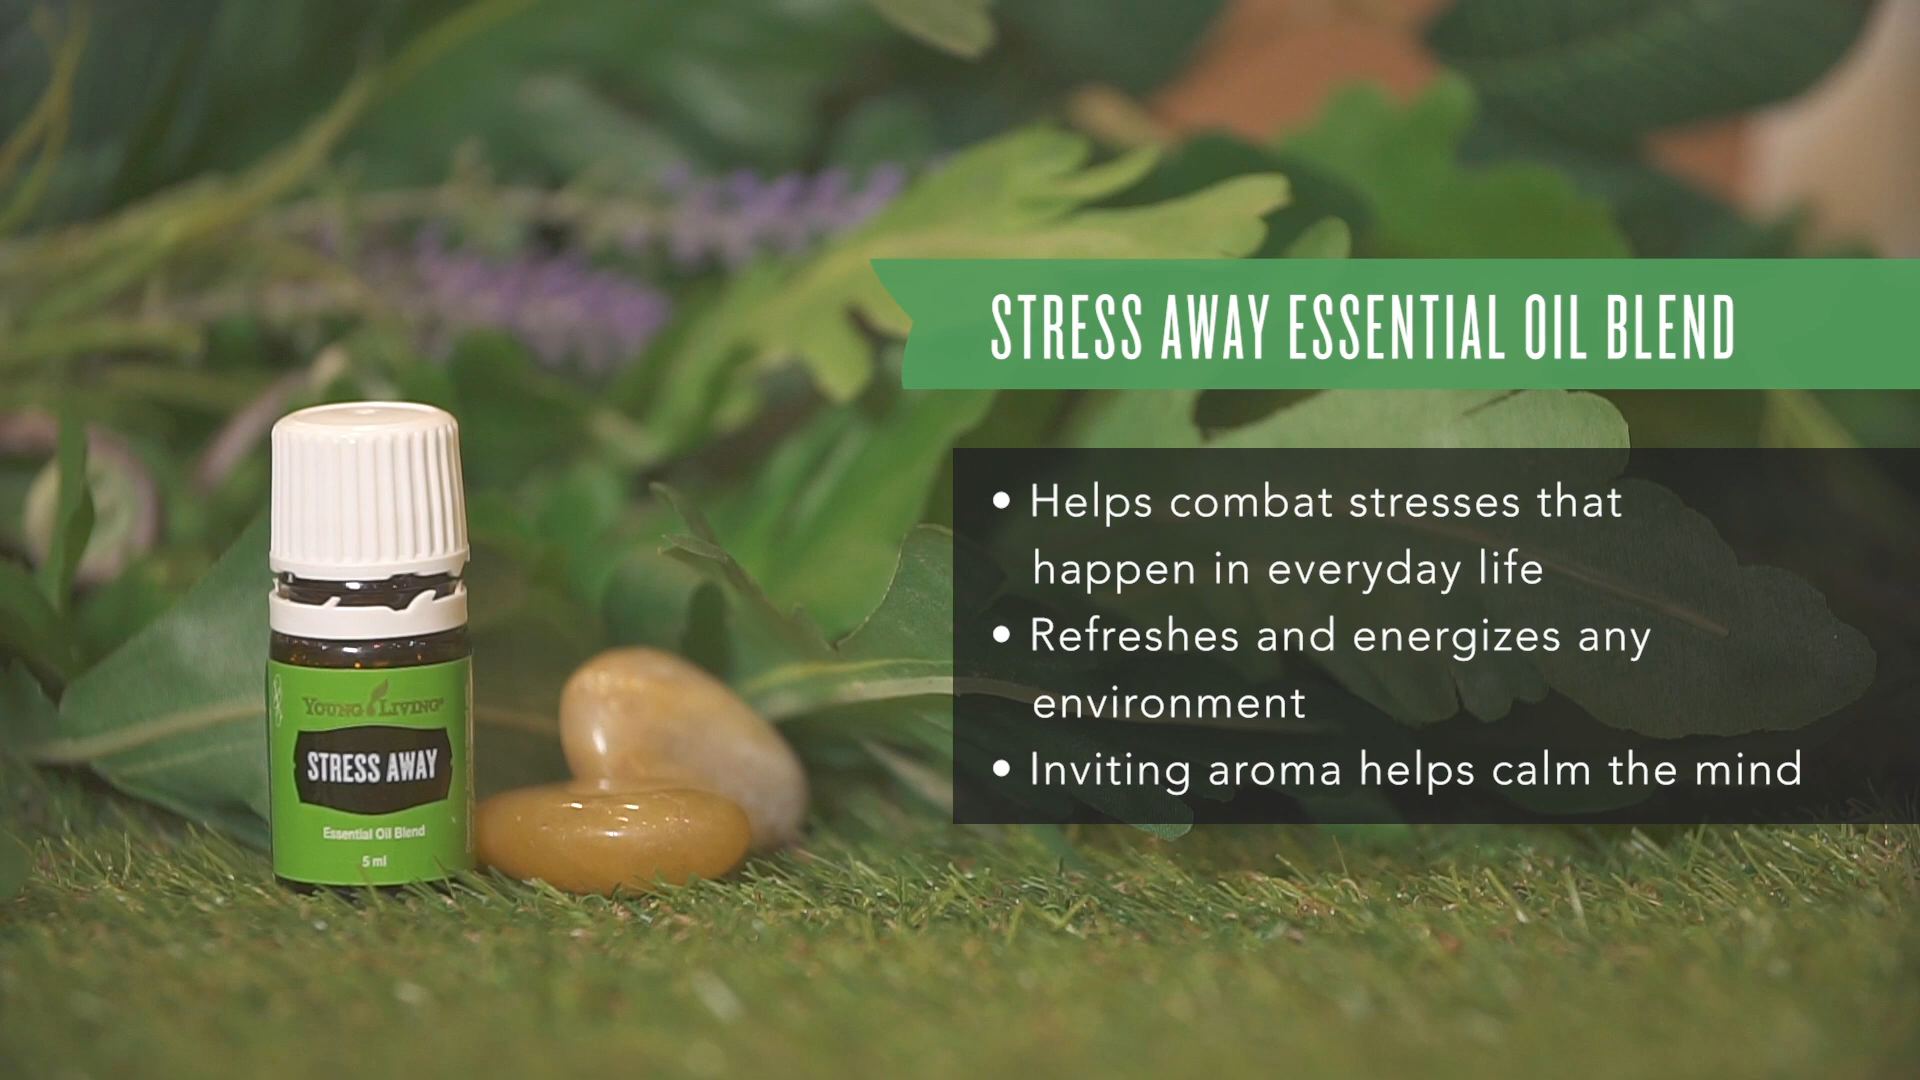 STRESS AWAY ESSENTIAL OIL BLEND
• Helps combat stresses that
happen in everyday life
• Refreshes and energizes any
environment
• Inviting aroma helps calm the mind
YOUNG LIVING
STRESS AWAY
Essential Oil Blend
5 ml